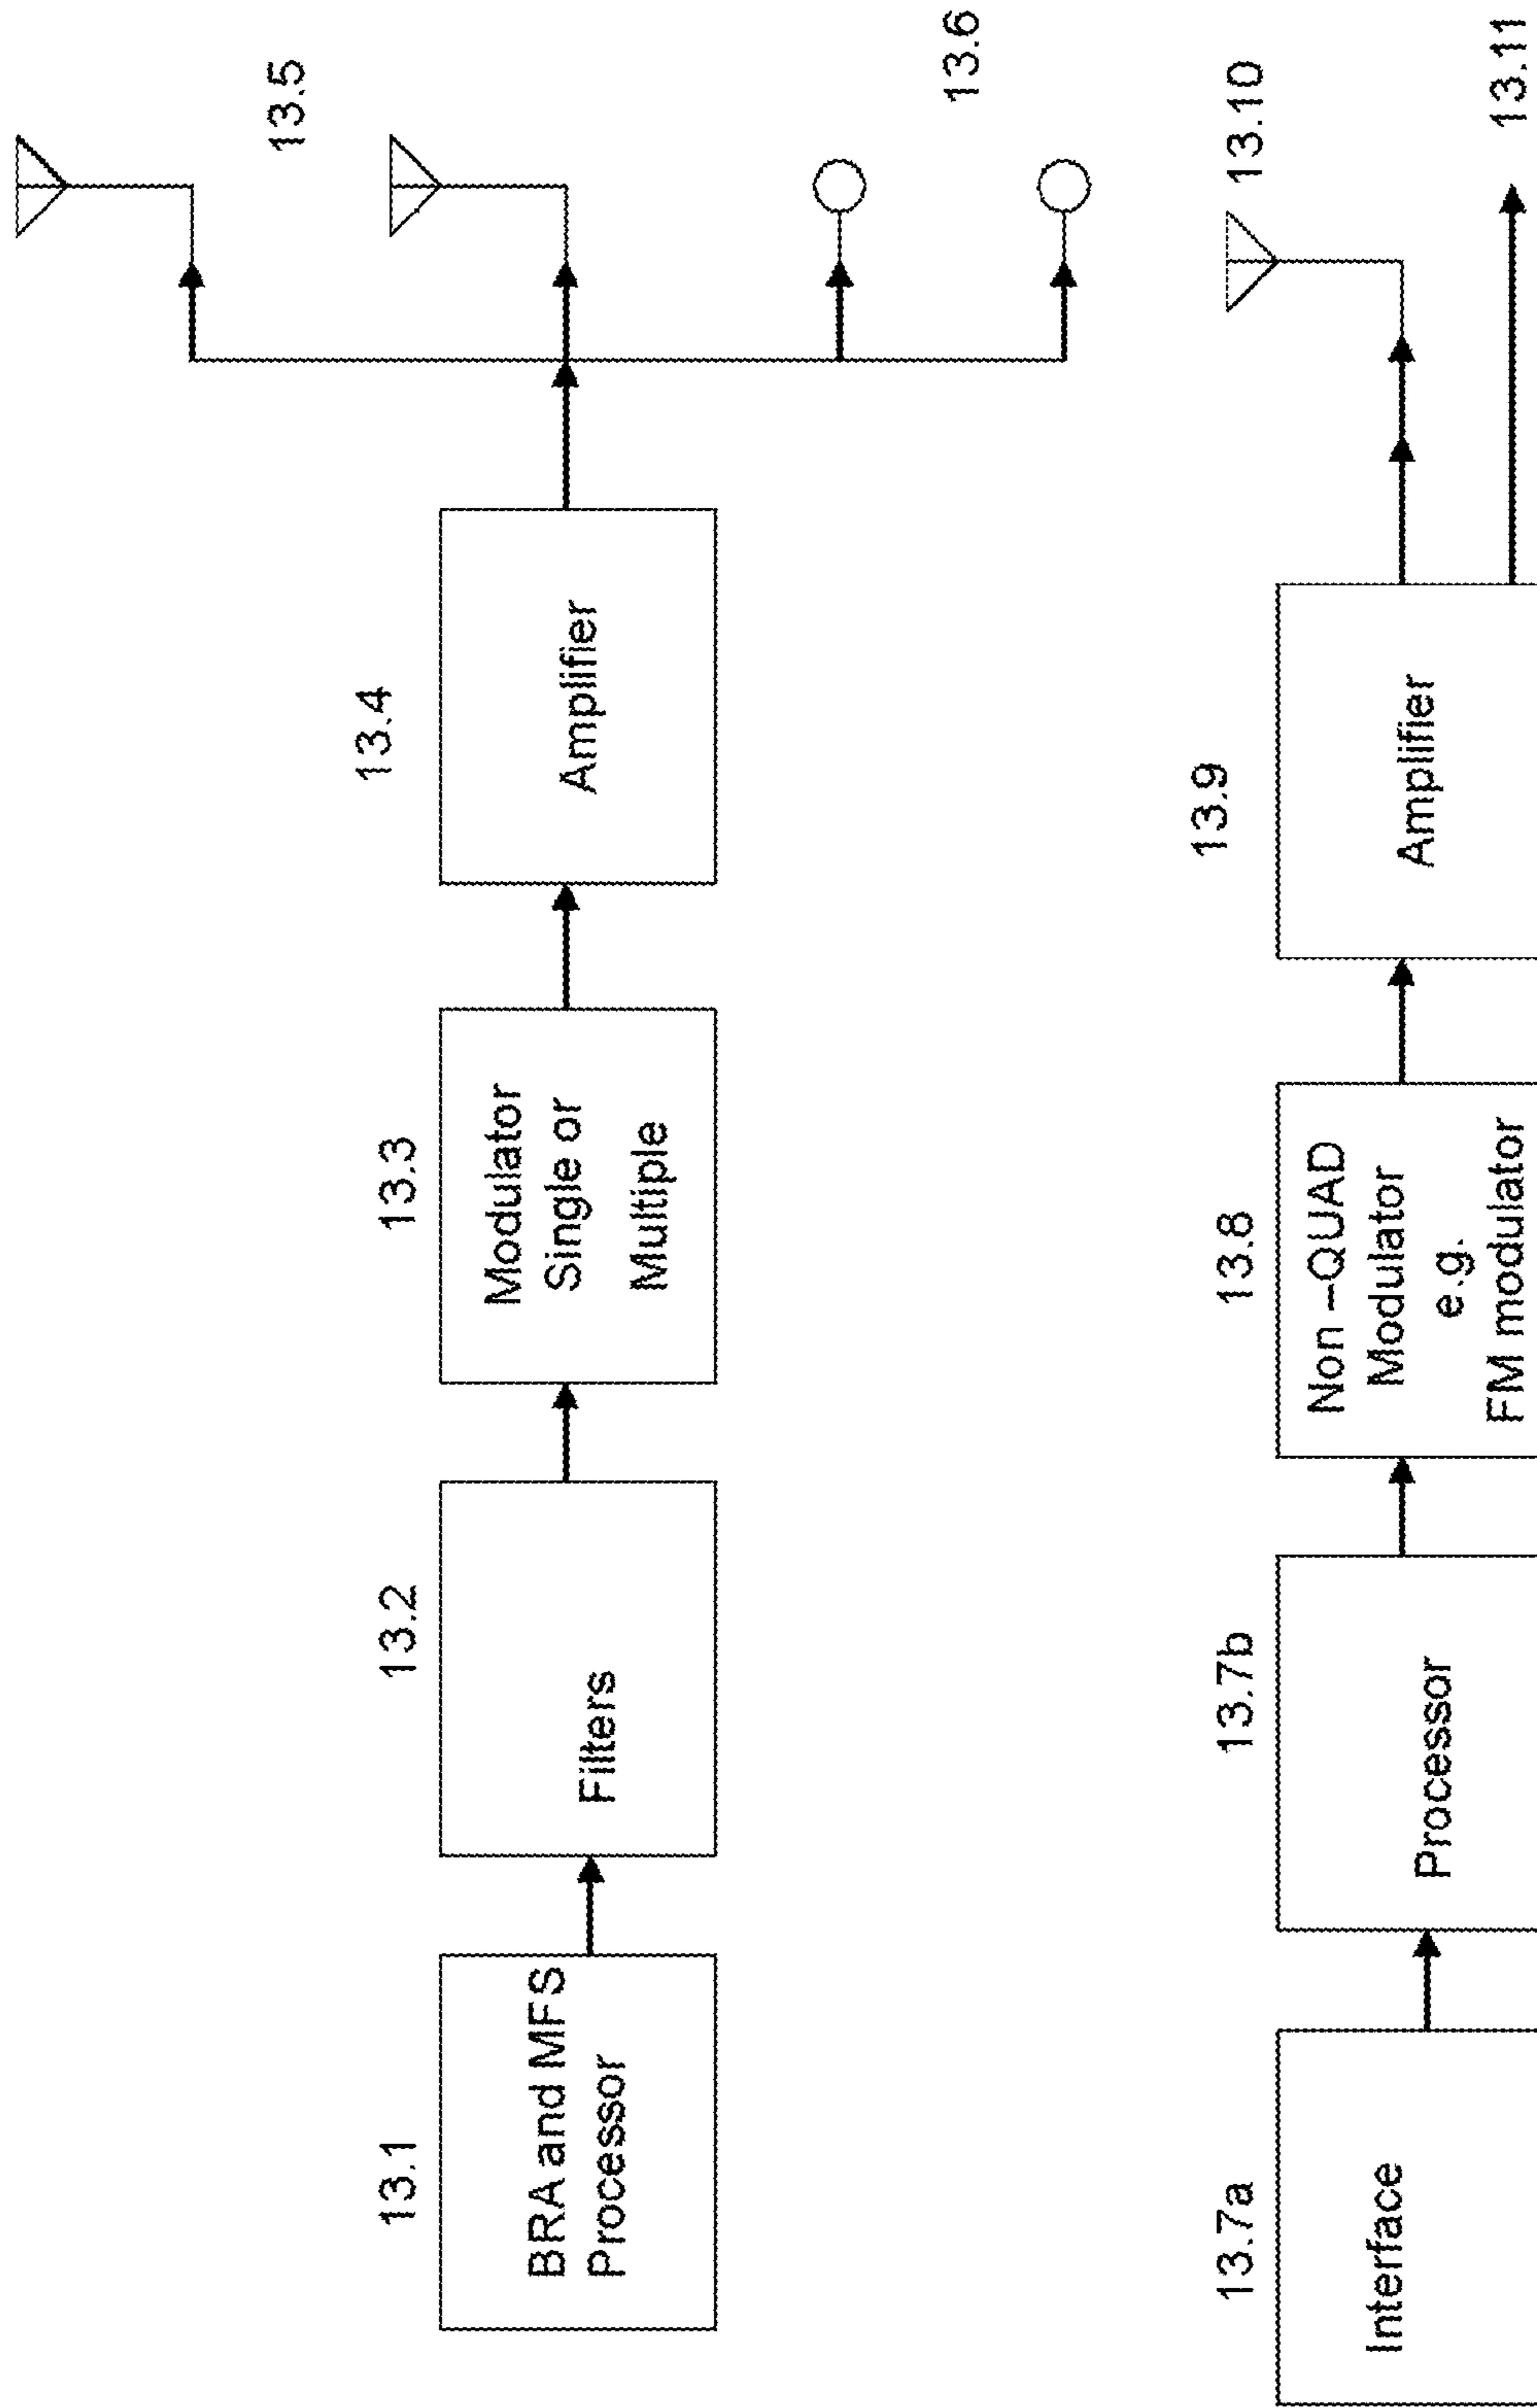 13.1
BRA and MFS
Processor
13.2
Filters
13.3
Modulator
Single or
Multiple
13.4
Amplifier
13.5
13.6
13.7a
Interface
13.7b
Processor
13.8
Non –QUAD
Modulator
e.g.
FM modulator
13.9
Amplifier
13.10
13.11